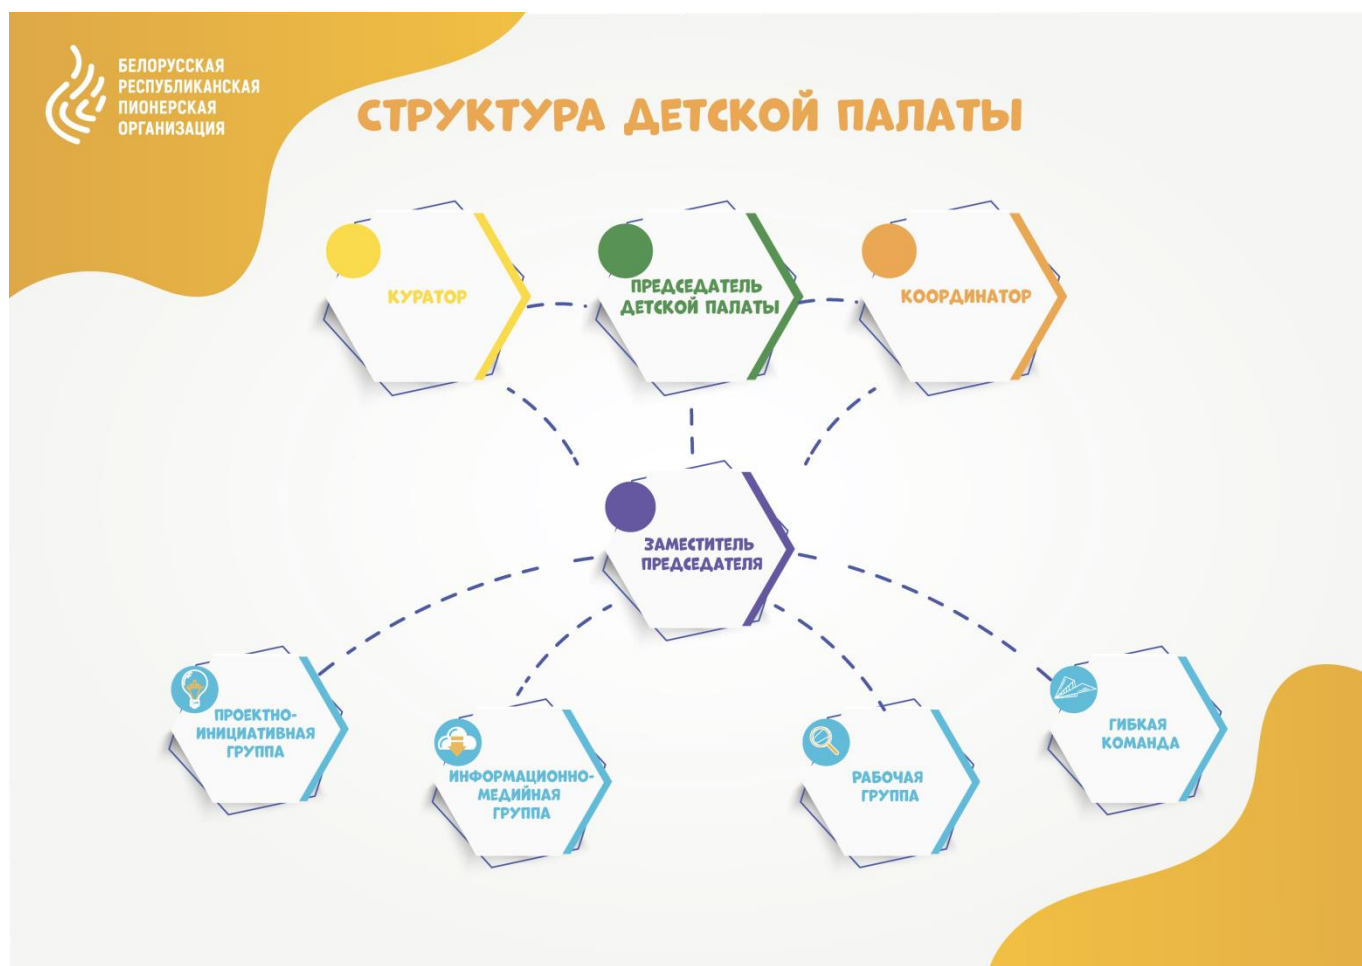 БЕЛОРУССКАЯ
РЕСПУБЛИКАНСКАЯ
ПИОНЕРСКАЯ
ОРГАНИЗАЦИЯ
СТРУКТУРА ДЕТСКОЙ ПАЛАТЫ
КУРАТОР
ПРЕДСЕДАТЕЛЬ
ДЕТСКОЙ ПАЛАТЫ
КООРДИНАТОР
ЗАМЕСТИТЕЛЬ
ПРЕДСЕДАТЕЛЯ
ПРОЕКТНО-
ИНИЦИАТИВНАЯ
ГРУППА
ИНФОРМАЦИОННО-
МЕДИЙНАЯ
ГРУППА
РАБОЧАЯ
ГРУППА
ГИБКАЯ
КОМАНДА